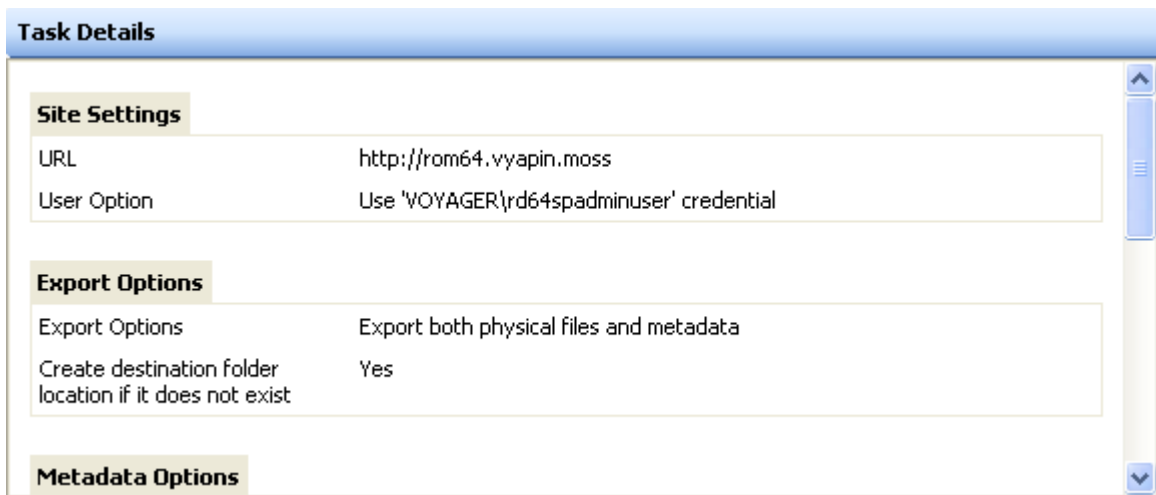 Task Details
Site Settings
URL http://rom64.vyapin.moss
User Option Use 'VOYAGER\rd64spadminuser' credential
Export Options
Export Options Export both physical files and metadata
Create destination folder Yes
location if it does not exist
Metadata Options